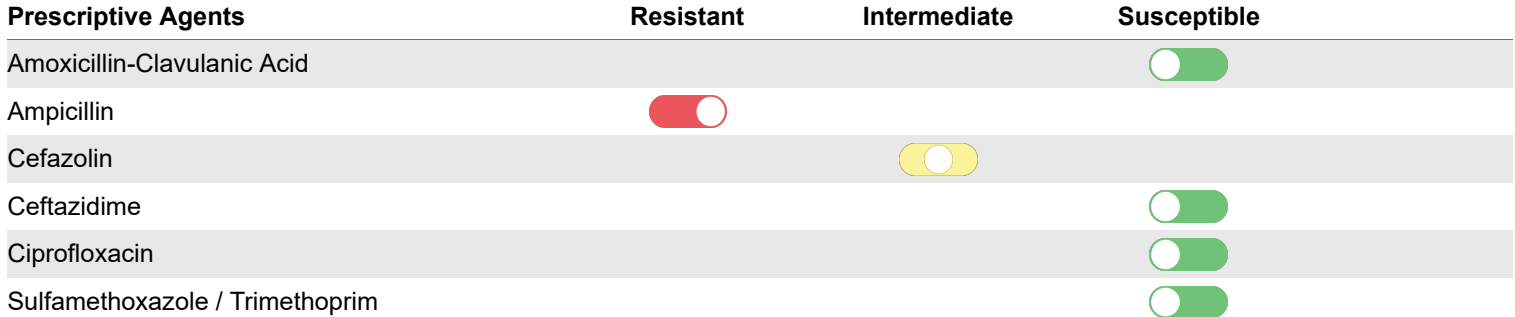 Prescriptive Agents Resistant Intermediate Susceptible
Amoxicillin-Clavulanic Acid
Ampicillin
Cefazolin
Ceftazidime
Ciprofloxacin
Sulfamethoxazole / Trimethoprim